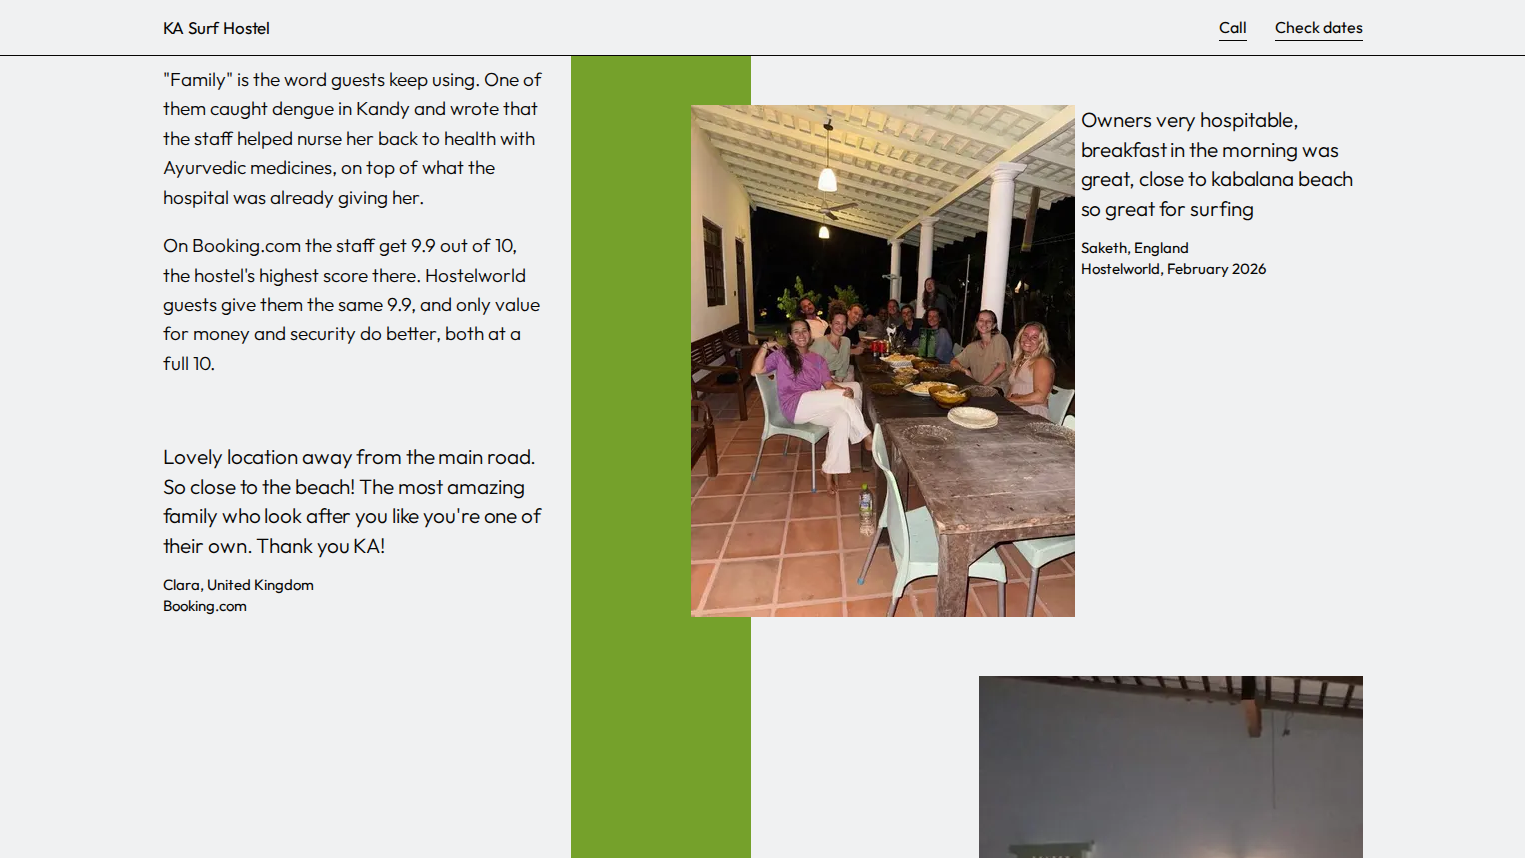 KA Surf Hostel
Call
Check dates
"Family" is the word guests keep using. One of
them caught dengue in Kandy and wrote that
the staff helped nurse her back to health with
Ayurvedic medicines, on top of what the
hospital was already giving her.
On Booking.com the staff get 9.9 out of 10,
the hostel's highest score there. Hostelworld
guests give them the same 9.9, and only value
for money and security do better, both at a
full 10.
Lovely location away from the main road.
So close to the beach! The most amazing
family who look after you like you're one of
their own. Thank you KA!
Clara, United Kingdom
Booking.com
Owners very hospitable,
breakfast in the morning was
great, close to kabalana beach
so great for surfing
Saketh, England
Hostelworld, February 2026